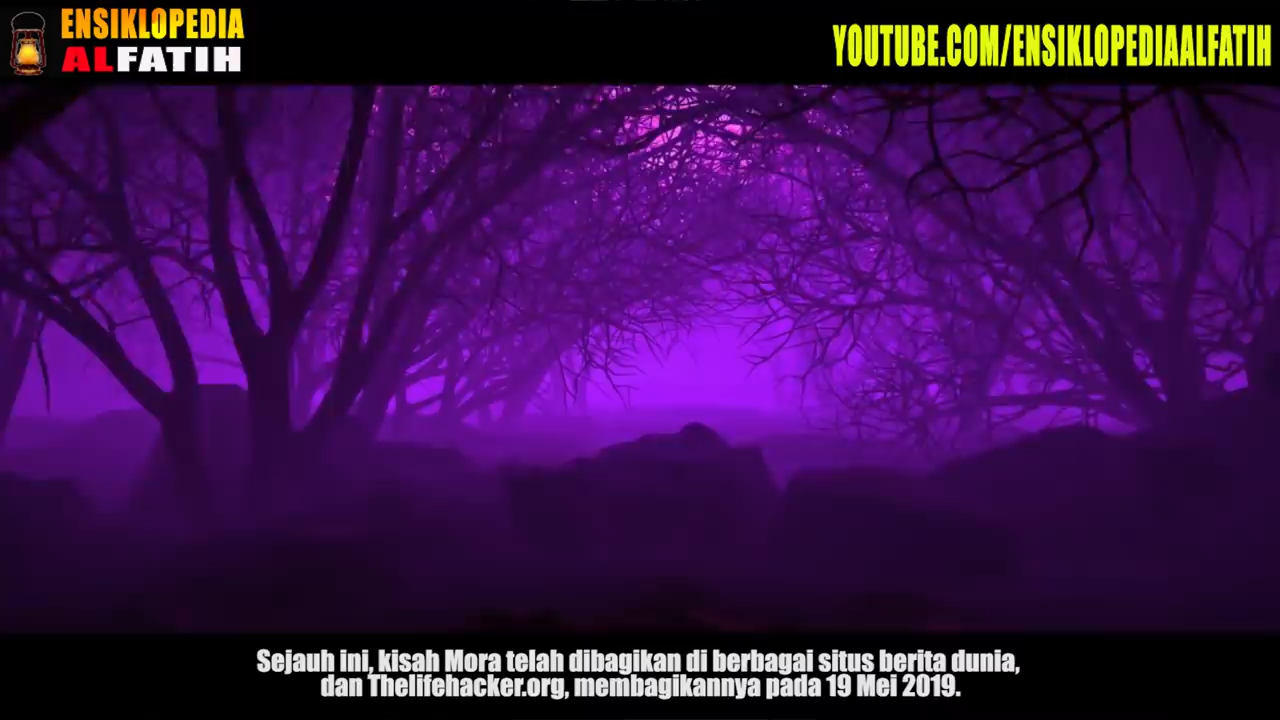 ENSIKLOPEDIA
ALFATIH
YOUTUBE.COM/ENSIKLOPEDIAALFATIH
Sejauh ini, kisah Mora telah dibagikan di berbagai situs berita dunia,
dan Thelifehacker.org, membagikannya pada 19 Mei 2019.